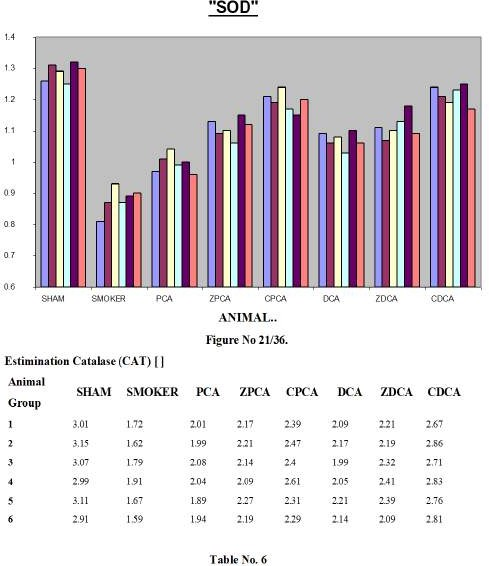 "SOD"
1.4
1.3
1.2
1.1
1
0.9
0.8
0.7
0.6
SHAM SMOKER PCA ZPCA CPCA DCA ZDCA CDCA
ANIMAL..
Figure No 21/36.
Estimination Catalase (CAT) [ ]
Animal
Group SHAM SMOKER PCA ZPCA CPCA DCA ZDCA CDCA
1 3.01 1.72 2.01 2.17 2.39 2.09 2.21 2.67
2 3.15 1.62 1.99 2.21 2.47 2.17 2.19 2.86
3 3.07 1.79 2.08 2.14 2.4 1.99 2.32 2.71
4 2.99 1.91 2.04 2.09 2.61 2.05 2.41 2.83
5 3.11 1.67 1.89 2.27 2.31 2.21 2.39 2.76
6 2.91 1.59 1.94 2.19 2.29 2.14 2.09 2.81
Table No. 6